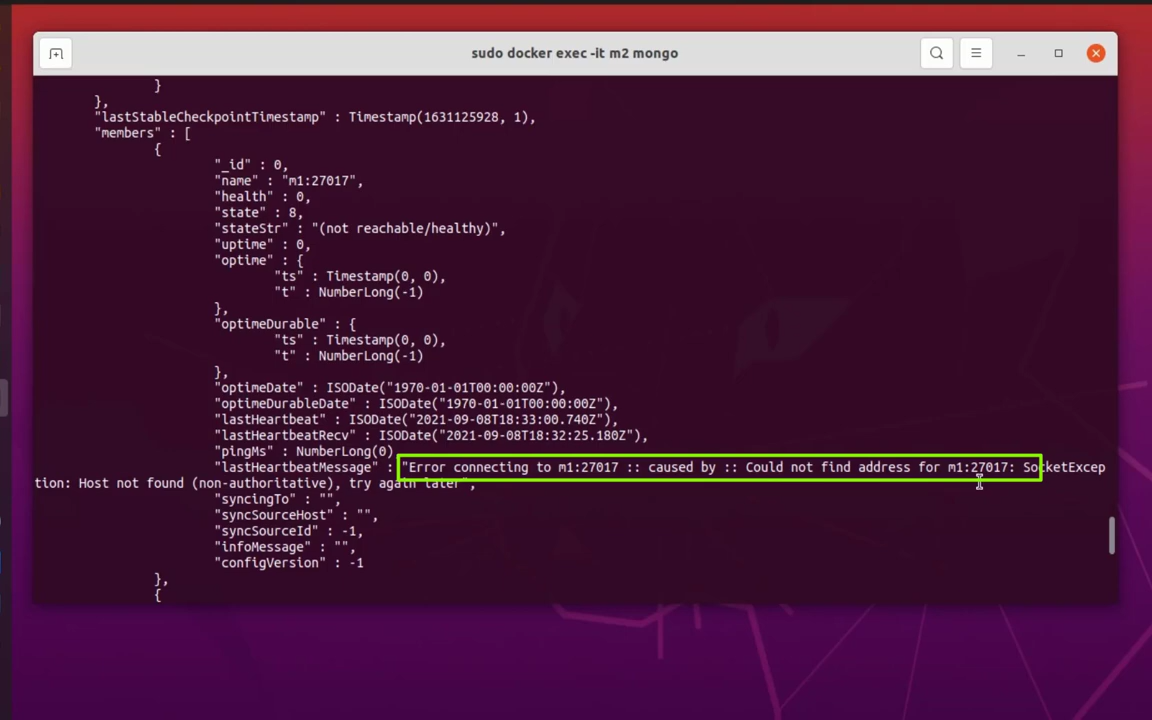 sudo docker exec -it m2 mongo
}
},
"lastStableCheckpointTimestamp" : Timestamp(1631125928, 1),
"members" : [
{
"_id" : 0,
"name" : "m1:27017",
"health" : 0,
"state" : 8,
"stateStr" : "(not reachable/healthy)",
"uptime" : 0,
"optime" : {
"ts" : Timestamp(0, 0),
"t" : NumberLong(-1)
},
"optimeDurable" : {
"ts" : Timestamp(0, 0),
"t" : NumberLong(-1)
},
"optimeDate" : ISODate("1970-01-01T00:00:00Z"),
"optimeDurableDate" : ISODate("1970-01-01T00:00:00Z"),
"lastHeartbeat" : ISODate("2021-09-08T18:33:00.740Z"),
"lastHeartbeatRecv" : ISODate("2021-09-08T18:32:25.180Z"),
"pingMs" : NumberLong(0),
"lastHeartbeatMessage" : "Error connecting to m1:27017 :: caused by :: Could not find address for m1:27017: SocketExcep
tion: Host not found (non-authoritative), try again later",
"syncingTo" : "",
"syncSourceHost" : "",
"syncSourceId" : -1,
"infoMessage" : "",
"configVersion" : -1
},
{